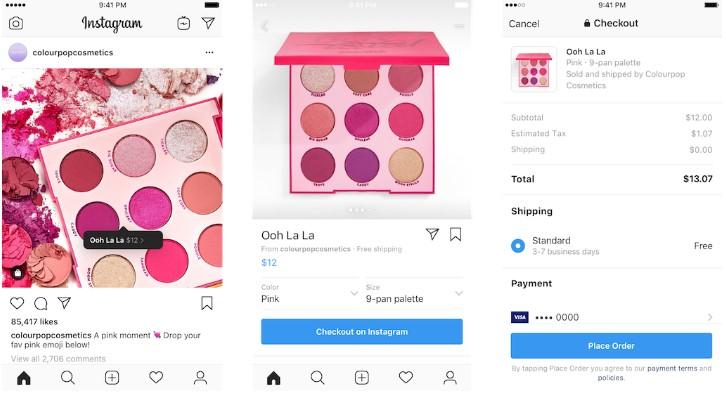 9:41 PM
Instagram
colourpopcosmetics
Ooh La La $12 >
85,417 likes
colourpopcosmetics A pink moment 💘 Drop your
fav pink emoji below!
View all 2,706 comments
9:41 PM
Ooh La La
From colourpopcosmetics · Free shipping
$12
Color
Pink
Size
9-pan palette
Checkout on Instagram
9:41 PM
Cancel
Checkout
Ooh La La
Pink · 9-pan palette
Sold and shipped by Colourpop
Cosmetics
Subtotal $12.00
Estimated Tax $1.07
Shipping $0.00
Total $13.07
Shipping
Standard
3-7 business days
Free
Payment
VISA •••• 0000
Place Order
By tapping Place Order you agree to our payment terms and
policies.